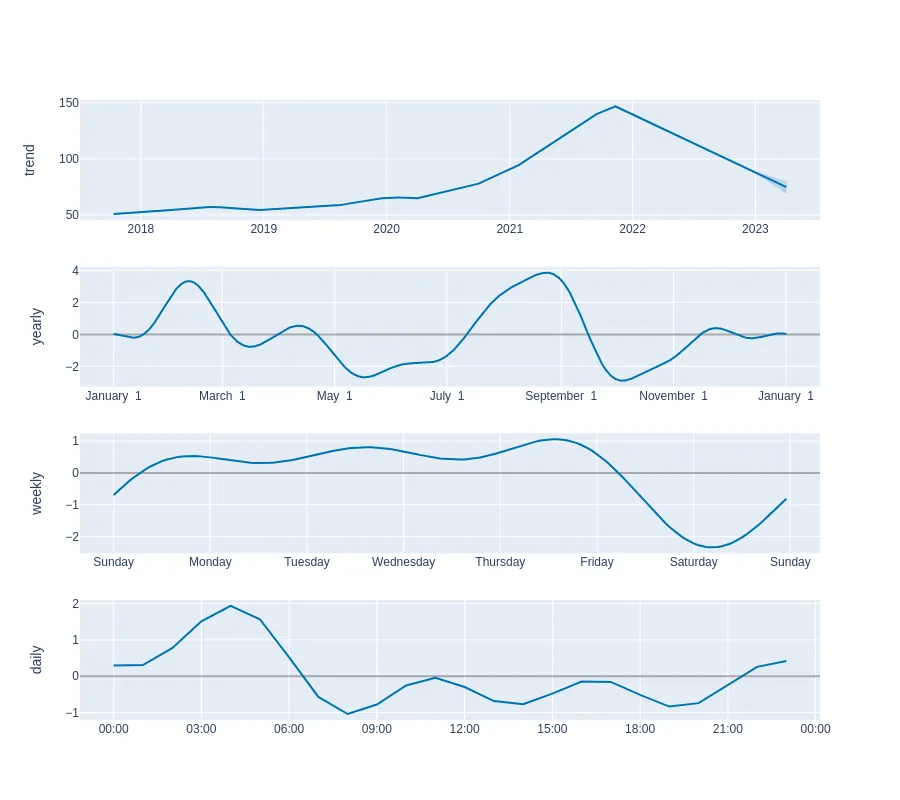 trend
150
100
50
2018 2019 2020 2021 2022 2023
yearly
4
2
0
−2
January 1 March 1 May 1 July 1 September 1 November 1 January 1
weekly
1
0
−1
−2
Sunday Monday Tuesday Wednesday Thursday Friday Saturday Sunday
daily
2
1
0
−1
00:00 03:00 06:00 09:00 12:00 15:00 18:00 21:00 00:00